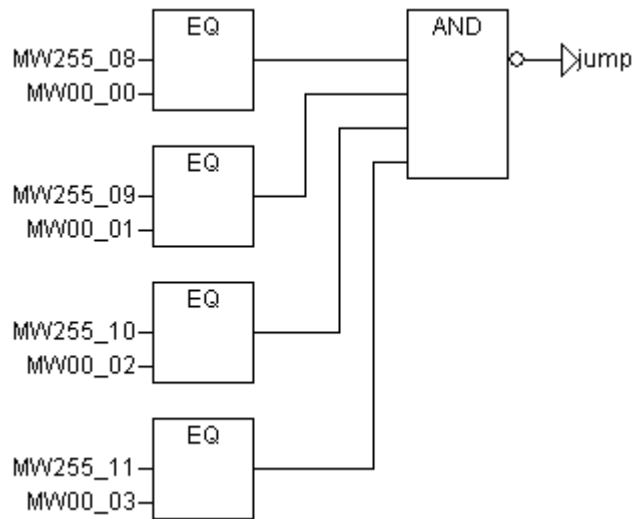 EQ
MW255_08
MW00_00
AND
jump
EQ
MW255_09
MW00_01
EQ
MW255_10
MW00_02
EQ
MW255_11
MW00_03